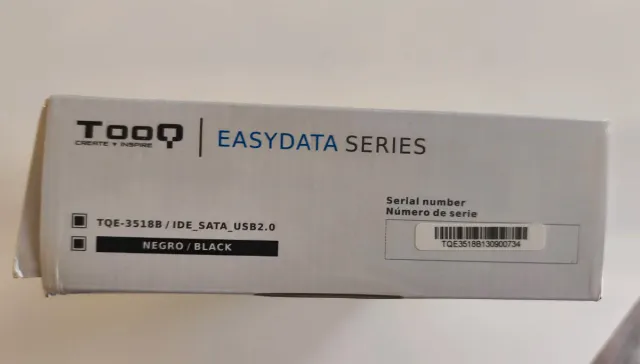 TooQ
CREATE + INSPIRE
EASYDATA SERIES
TQE-3518B / IDE_SATA_USB2.0
NEGRO / BLACK
Serial number
Número de serie
TQE3518B130900734